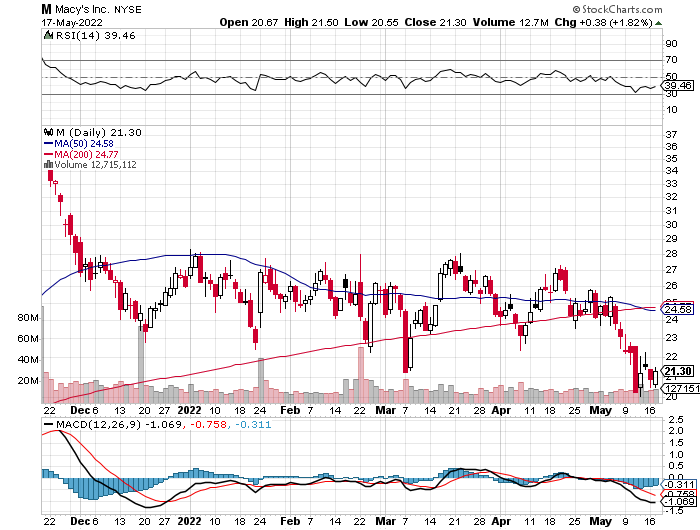 M Macy's Inc. NYSE
© StockCharts.com
17-May-2022
Open 20.67 High 21.50 Low 20.55 Close 21.30 Volume 12.7M Chg +0.38 (+1.82%)
RSI(14) 39.46
90
70
50
39.46
30
10
M (Daily) 21.30
MA(50) 24.58
MA(200) 24.77
Volume 12,715,112
37
36
35
34
33
32
31
30
29
28
27
26
25
24.58
24
23
22
21.30
21
127151
20
80M
60M
40M
20M
22 Dec 6 13 20 27 2022 10 18 24 Feb 7 14 22 Mar 7 14 21 28 Apr 11 18 25 May 9 16
MACD(12,26,9) -1.069, -0.758, -0.311
2.5
2.0
1.5
1.0
0.5
0.0
-0.311
-0.758
-1.069
-1.5
22 Dec 6 13 20 27 2022 10 18 24 Feb 7 14 22 Mar 7 14 21 28 Apr 11 18 25 May 9 16